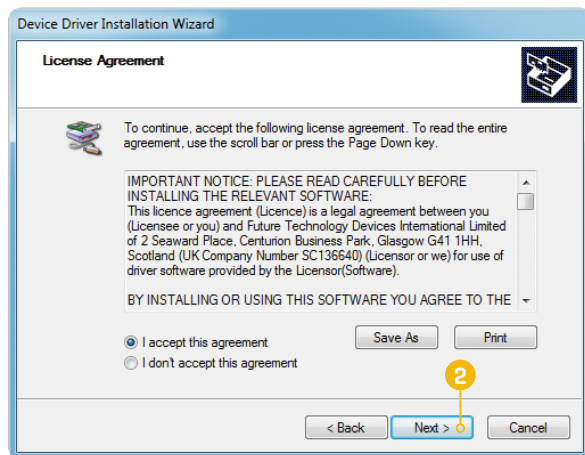 Device Driver Installation Wizard
License Agreement
To continue, accept the following license agreement. To read the entire
agreement, use the scroll bar or press the Page Down key.
IMPORTANT NOTICE: PLEASE READ CAREFULLY BEFORE
INSTALLING THE RELEVANT SOFTWARE:
This licence agreement (Licence) is a legal agreement between you
(Licensee or you) and Future Technology Devices International Limited
of 2 Seaward Place, Centurion Business Park, Glasgow G41 1HH,
Scotland (UK Company Number SC136640) (Licensor or we) for use of
driver software provided by the Licensor(Software).
BY INSTALLING OR USING THIS SOFTWARE YOU AGREE TO THE
I accept this agreement
Save As
Print
I don't accept this agreement
2
< Back
Next >
Cancel